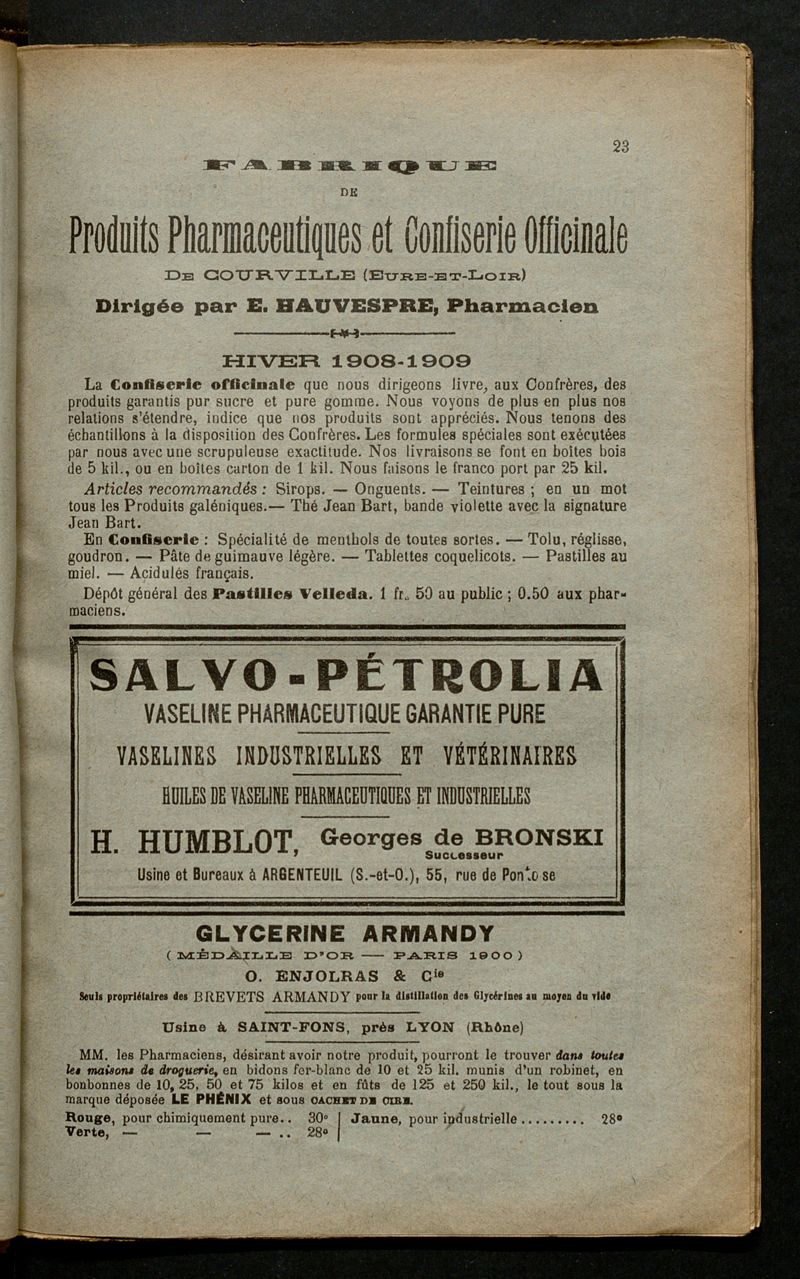 23
FABRIQUE
DE
Produits Pharmaceutiques et Confiserie Officinale
DE COURVILLE (EURE-ET-LOIR)
Dirigée par E. HAUVESPRE, Pharmacien
HIVER 1908-1909
La Confiserie officinale que nous dirigeons livre, aux Confrères, des
produits garantis pur sucre et pure gomme. Nous voyons de plus en plus nos
relations s'étendre, indice que nos produits sont appréciés. Nous tenons des
échantillons à la disposition des Confrères. Les formules spéciales sont exécutées
par nous avec une scrupuleuse exactitude. Nos livraisons se font en boîtes bois
de 5 kil., ou en boîtes carton de 1 kil. Nous faisons le franco port par 25 kil.
Articles recommandés : Sirops. — Onguents. — Teintures ; en un mot
tous les Produits galéniques.— Thé Jean Bart, bande violette avec la signature
Jean Bart.
En Confiserie : Spécialité de menthols de toutes sortes. — Tolu, réglisse,
goudron. — Pâte de guimauve légère. — Tablettes coquelicots. — Pastilles au
miel. — Acidulés français.
Dépôt général des Pastilles Velleda. 1 fr. 50 au public ; 0.50 aux phar-
maciens.
SALVO-PÉTROLIA
VASELINE PHARMACEUTIQUE GARANTIE PURE
VASELINES INDUSTRIELLES ET VÉTÉRINAIRES
HUILES DE VASELINE PHARMACEUTIQUES ET INDUSTRIELLES
H. HUMBLOT, Georges de BRONSKI
Successeur
Usine et Bureaux à ARGENTEUIL (S.-et-O.), 55, rue de Pontose
GLYCERINE ARMANDY
(MÉDAILLE D'OR — PARIS 1900)
O. ENJOLRAS & Cie
Seuls propriétaires des BREVETS ARMANDY pour la distillation des Glycérines au moyen du vide
Usine à SAINT-FONS, près LYON (Rhône)
MM. les Pharmaciens, désirant avoir notre produit, pourront le trouver dans toutes
les maisons de droguerie, en bidons fer-blanc de 10 et 25 kil. munis d'un robinet, en
bonbonnes de 10, 25, 50 et 75 kilos et en fûts de 125 et 250 kil., le tout sous la
marque déposée LE PHÉNIX et sous CACHET DE CIRE.
Rouge, pour chimiquement pure.. 30° | Jaune, pour industrielle ......... 28°
Verte, — — — .. 28° |